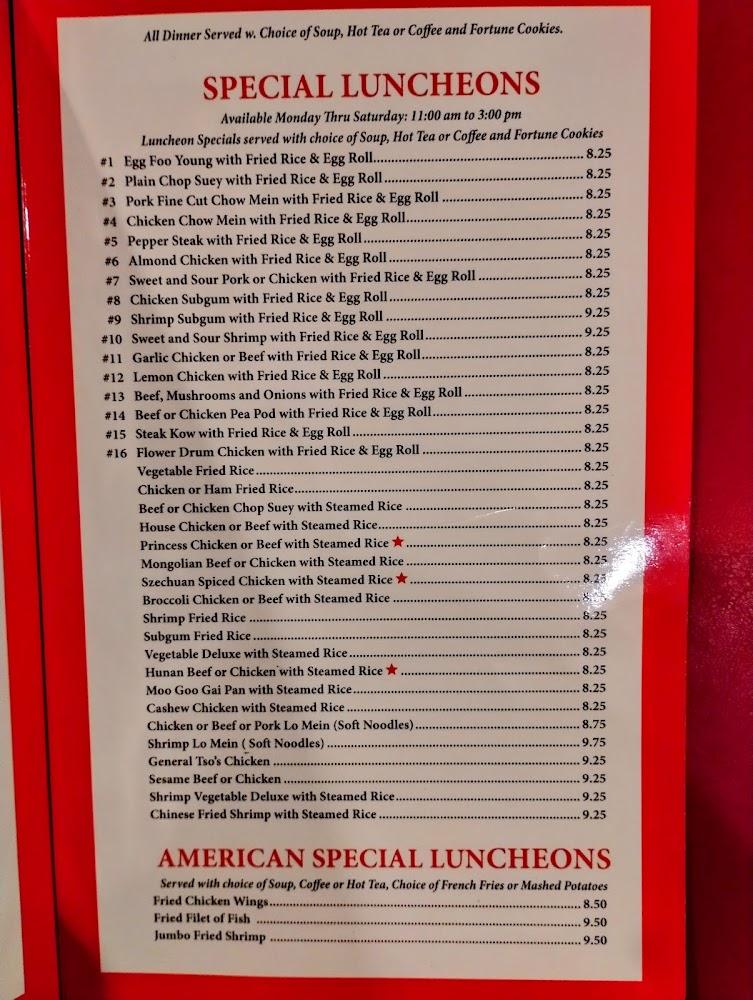 All Dinner Served w. Choice of Soup, Hot Tea or Coffee and Fortune Cookies.
SPECIAL LUNCHEONS
Available Monday Thru Saturday: 11:00 am to 3:00 pm
Luncheon Specials served with choice of Soup, Hot Tea or Coffee and Fortune Cookies
#1 Egg Foo Young with Fried Rice & Egg Roll 8.25
#2 Plain Chop Suey with Fried Rice & Egg Roll 8.25
#3 Pork Fine Cut Chow Mein with Fried Rice & Egg Roll 8.25
#4 Chicken Chow Mein with Fried Rice & Egg Roll 8.25
#5 Pepper Steak with Fried Rice & Egg Roll 8.25
#6 Almond Chicken with Fried Rice & Egg Roll 8.25
#7 Sweet and Sour Pork or Chicken with Fried Rice & Egg Roll 8.25
#8 Chicken Subgum with Fried Rice & Egg Roll 8.25
#9 Shrimp Subgum with Fried Rice & Egg Roll 9.25
#10 Sweet and Sour Shrimp with Fried Rice & Egg Roll 9.25
#11 Garlic Chicken or Beef with Fried Rice & Egg Roll 8.25
#12 Lemon Chicken with Fried Rice & Egg Roll 8.25
#13 Beef, Mushrooms and Onions with Fried Rice & Egg Roll 8.25
#14 Beef or Chicken Pea Pod with Fried Rice & Egg Roll 8.25
#15 Steak Kow with Fried Rice & Egg Roll 8.25
#16 Flower Drum Chicken with Fried Rice & Egg Roll 8.25
Vegetable Fried Rice 8.25
Chicken or Ham Fried Rice 8.25
Beef or Chicken Chop Suey with Steamed Rice 8.25
House Chicken or Beef with Steamed Rice 8.25
Princess Chicken or Beef with Steamed Rice ★ 8.25
Mongolian Beef or Chicken with Steamed Rice 8.25
Szechuan Spiced Chicken with Steamed Rice ★ 8.25
Broccoli Chicken or Beef with Steamed Rice
Shrimp Fried Rice 8.25
Subgum Fried Rice 8.25
Vegetable Deluxe with Steamed Rice 8.25
Hunan Beef or Chicken with Steamed Rice ★ 8.25
Moo Goo Gai Pan with Steamed Rice 8.25
Cashew Chicken with Steamed Rice 8.25
Chicken or Beef or Pork Lo Mein (Soft Noodles) 8.75
Shrimp Lo Mein ( Soft Noodles) 9.75
General Tso's Chicken 9.25
Sesame Beef or Chicken 9.25
Shrimp Vegetable Deluxe with Steamed Rice 9.25
Chinese Fried Shrimp with Steamed Rice 9.25
AMERICAN SPECIAL LUNCHEONS
Served with choice of Soup, Coffee or Hot Tea, Choice of French Fries or Mashed Potatoes
Fried Chicken Wings 8.50
Fried Filet of Fish 9.50
Jumbo Fried Shrimp 9.50